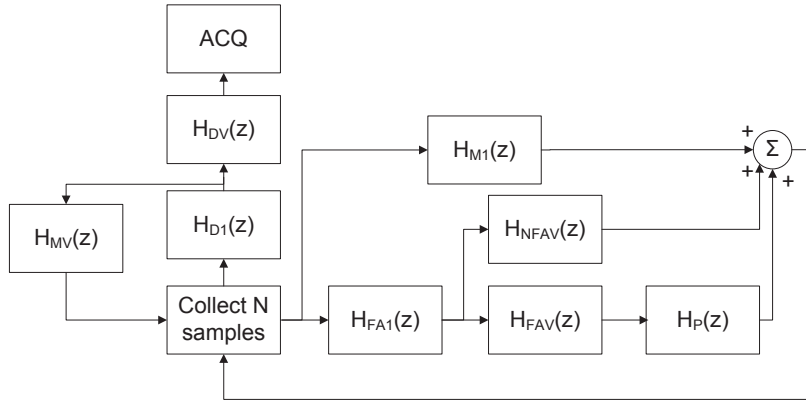 ACQ
H_DV(z)
H_M1(z)
+
Σ
+
+
H_MV(z)
H_D1(z)
H_NFAV(z)
Collect N
samples
H_FA1(z)
H_FAV(z)
H_P(z)